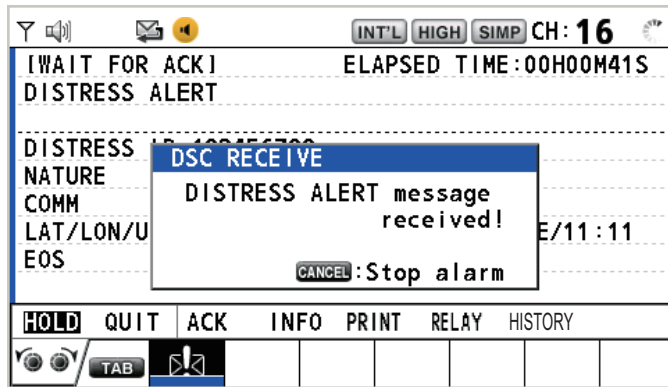 INT'L HIGH SIMP CH: 16
[WAIT FOR ACK] ELAPSED TIME:00H00M41S
DISTRESS ALERT
DISTRESS
DSC RECEIVE
NATURE
DISTRESS ALERT message
COMM
received!
LAT/LON/U E/11:11
EOS
CANCEL:Stop alarm
HOLD QUIT ACK INFO PRINT RELAY HISTORY
TAB